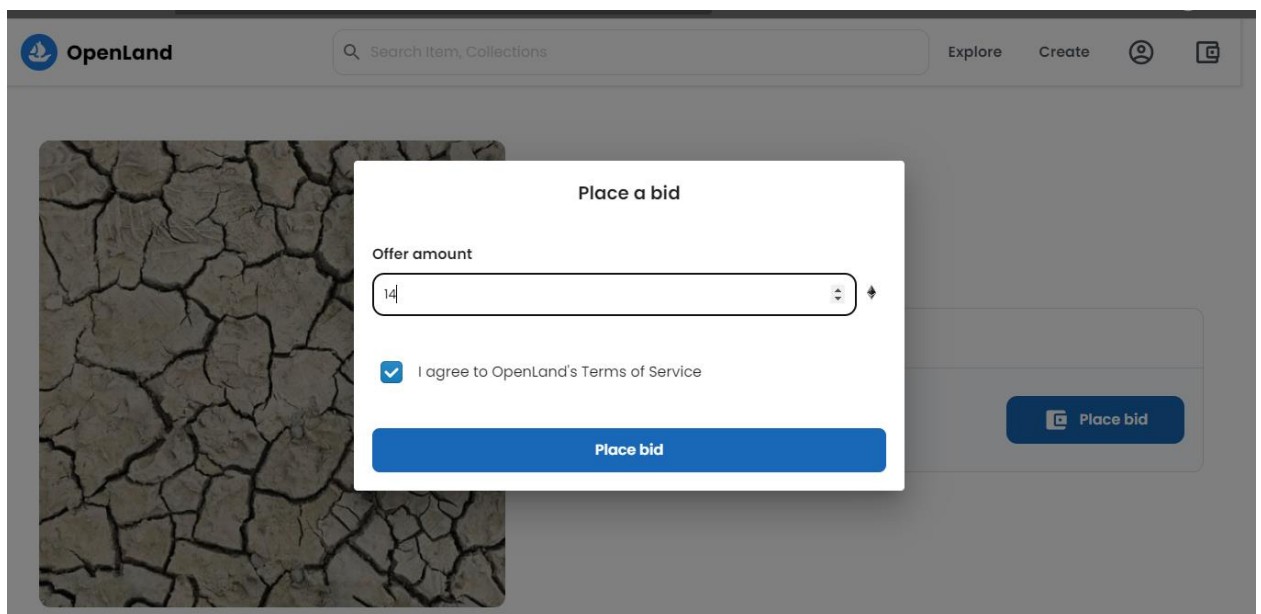 OpenLand
Search Item, Collections
Explore
Create
Place a bid
Offer amount
14
I agree to OpenLand's Terms of Service
Place bid
Place bid